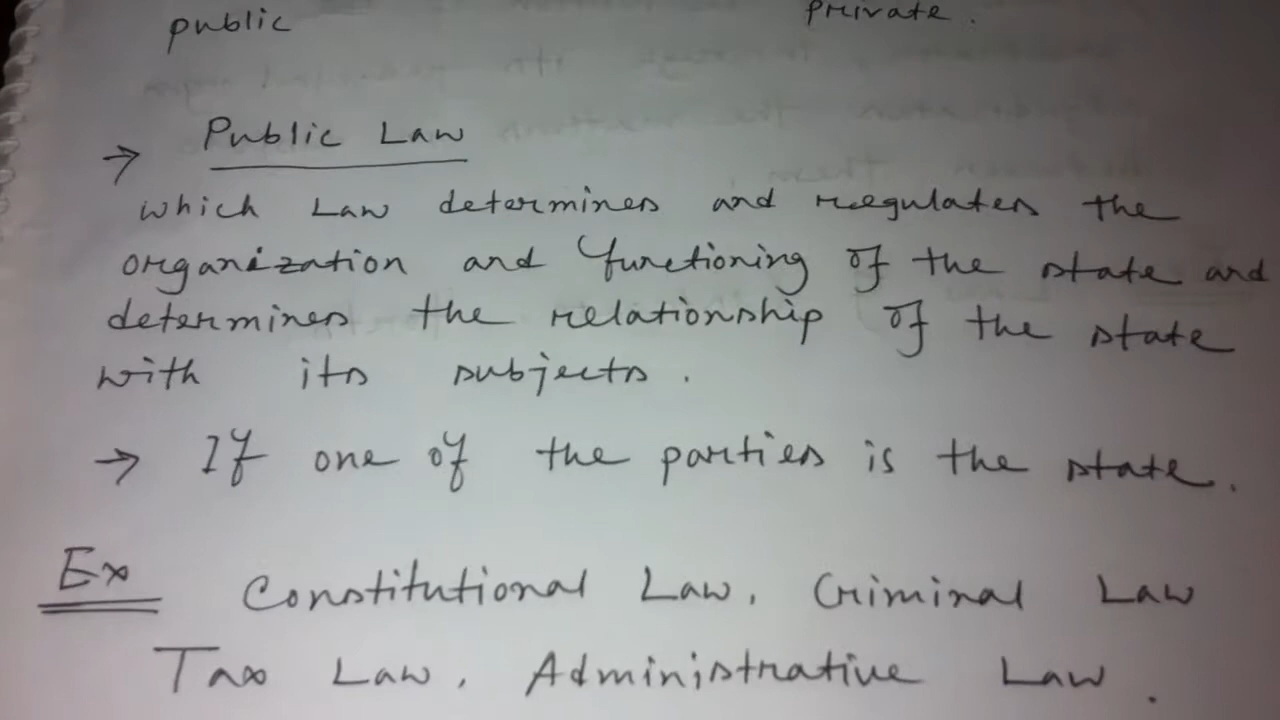 public private.
→ Public Law
which Law determines and regulates the
organization and functioning of the state and
determines the relationship of the state
with its subjects.
→ If one of the parties is the state.
Ex Constitutional Law, Criminal Law
Tax Law, Administrative Law.